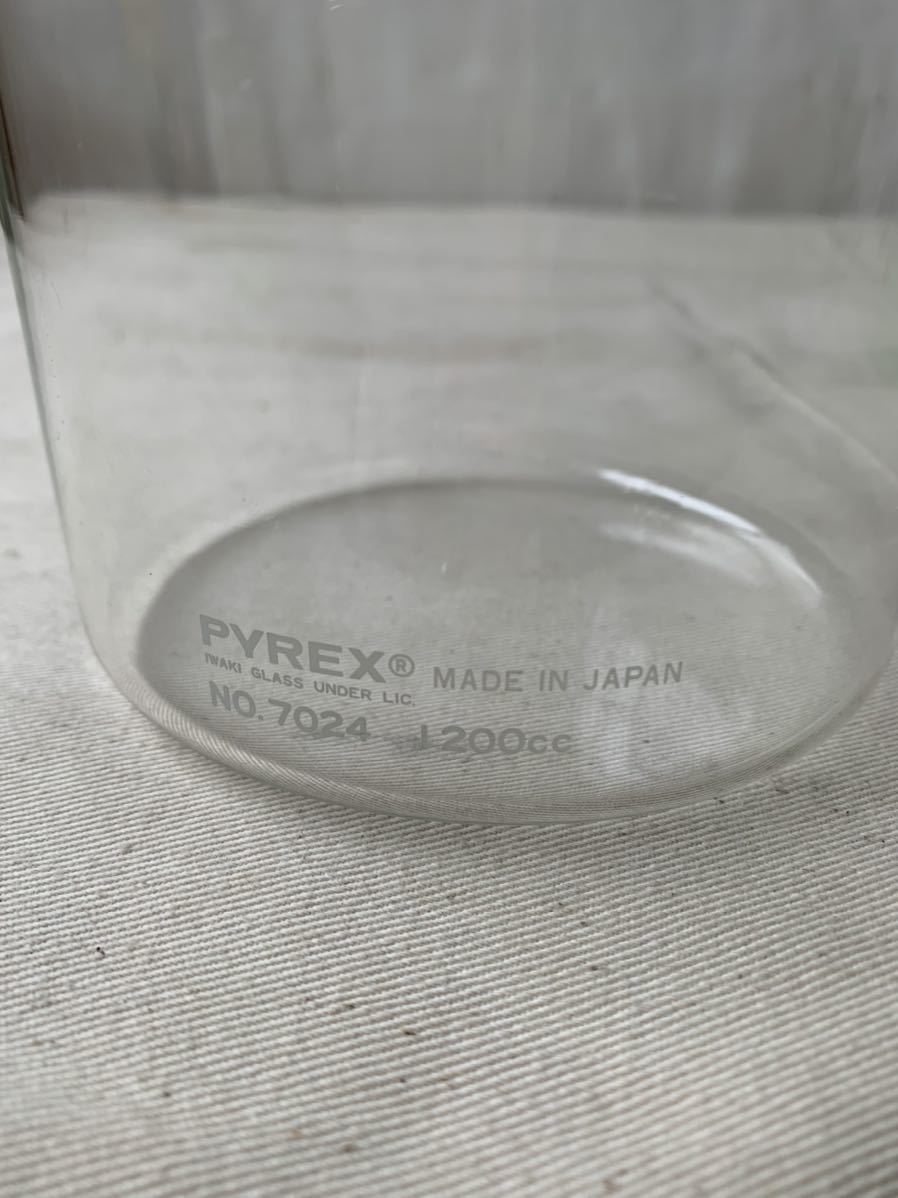 PYREX® MADE IN JAPAN
IWAKI GLASS UNDER LIC.
NO. 7024 1200cc